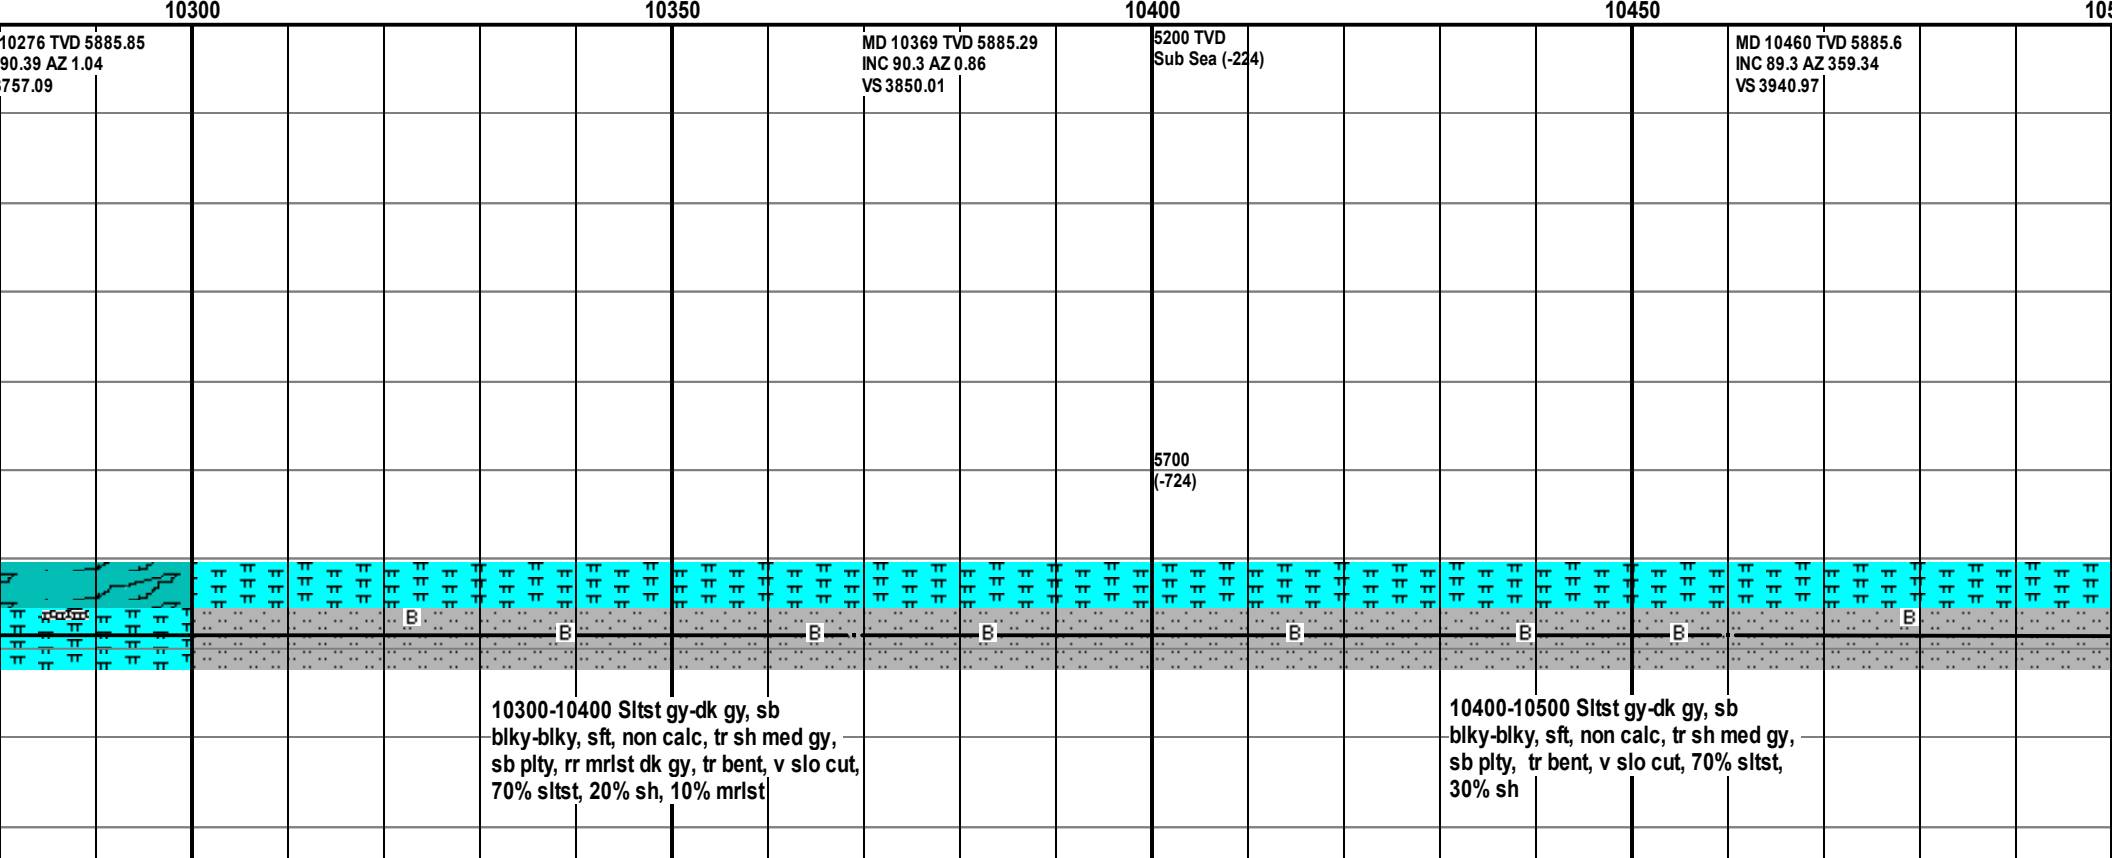 10300
10350
10400
10450
10276 TVD 5885.85
90.39 AZ 1.04
757.09
MD 10369 TVD 5885.29
INC 90.3 AZ 0.86
VS 3850.01
5200 TVD
Sub Sea (-224)
MD 10460 TVD 5885.6
INC 89.3 AZ 359.34
VS 3940.97
5700
(-724)
B
B
B
B
B
B
B
B
10300-10400 Sltst gy-dk gy, sb
blky-blky, sft, non calc, tr sh med gy,
sb plty, rr mrlst dk gy, tr bent, v slo cut,
70% sltst, 20% sh, 10% mrlst
10400-10500 Sltst gy-dk gy, sb
blky-blky, sft, non calc, tr sh med gy,
sb plty, tr bent, v slo cut, 70% sltst,
30% sh